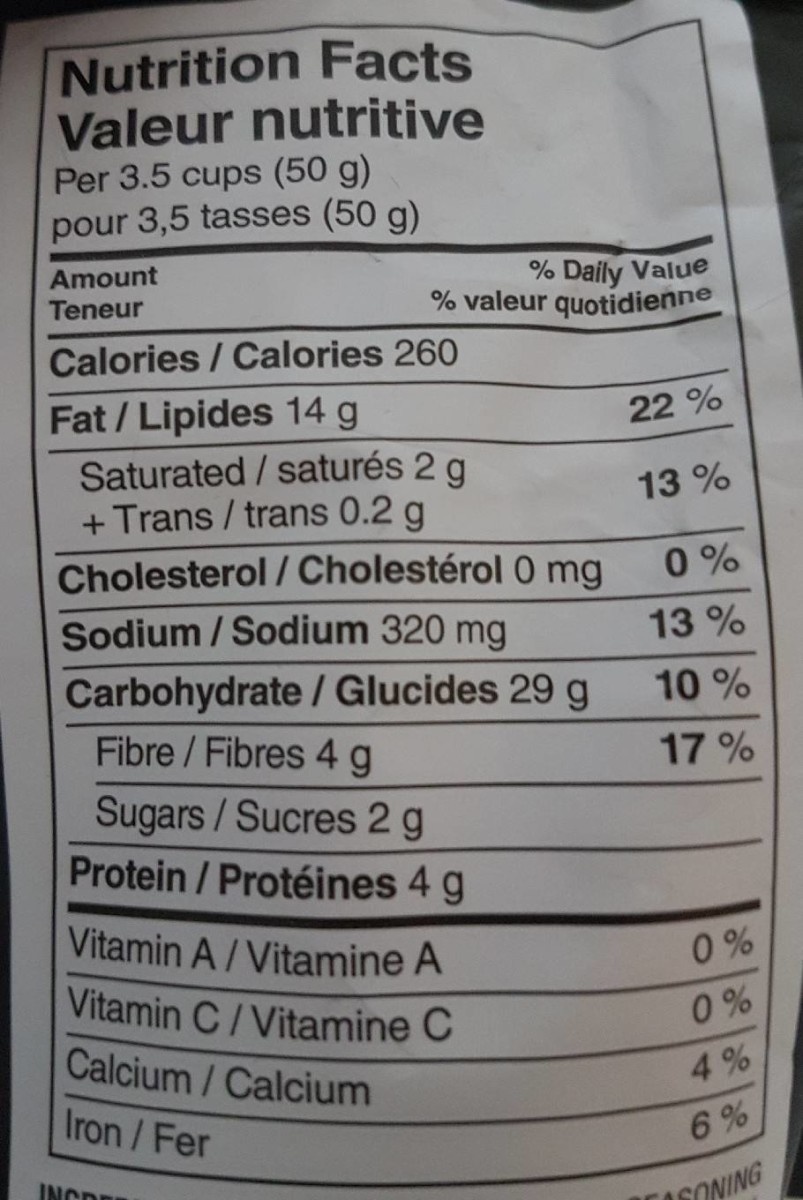 Nutrition Facts
Valeur nutritive
Per 3.5 cups (50 g)
pour 3,5 tasses (50 g)
Amount % Daily Value
Teneur % valeur quotidienne
Calories / Calories 260
Fat / Lipides 14 g 22 %
Saturated / saturés 2 g 13 %
+ Trans / trans 0.2 g
Cholesterol / Cholestérol 0 mg 0 %
Sodium / Sodium 320 mg 13 %
Carbohydrate / Glucides 29 g 10 %
Fibre / Fibres 4 g 17 %
Sugars / Sucres 2 g
Protein / Protéines 4 g
Vitamin A / Vitamine A 0 %
Vitamin C / Vitamine C 0 %
Calcium / Calcium 4 %
Iron / Fer 6 %